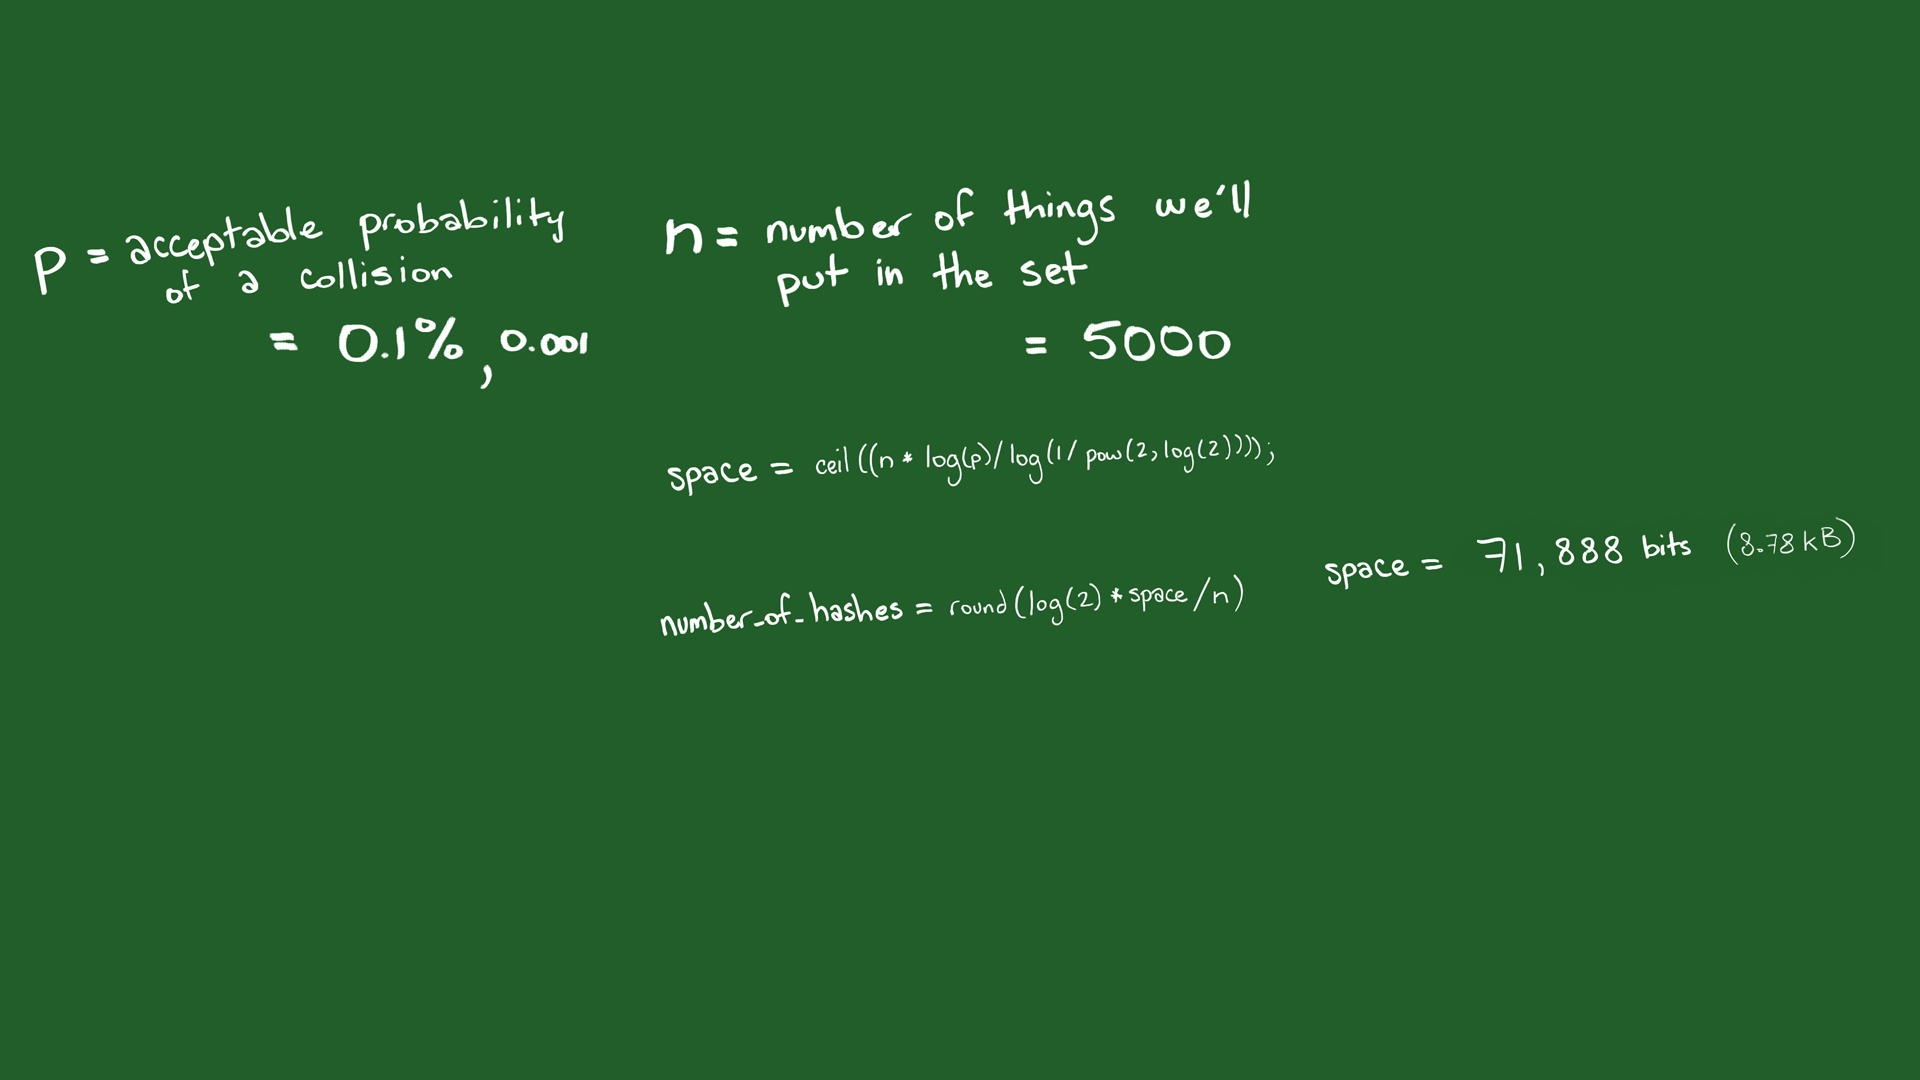 P = acceptable probability
of a collision
= 0.1%, 0.001
n = number of things we'll
put in the set
= 5000
space = ceil((n * log(p)/log(1/pow(2,log(2))));
number_of_hashes = round(log(2) * space/n)
space = 71,888 bits (8.78 kB)